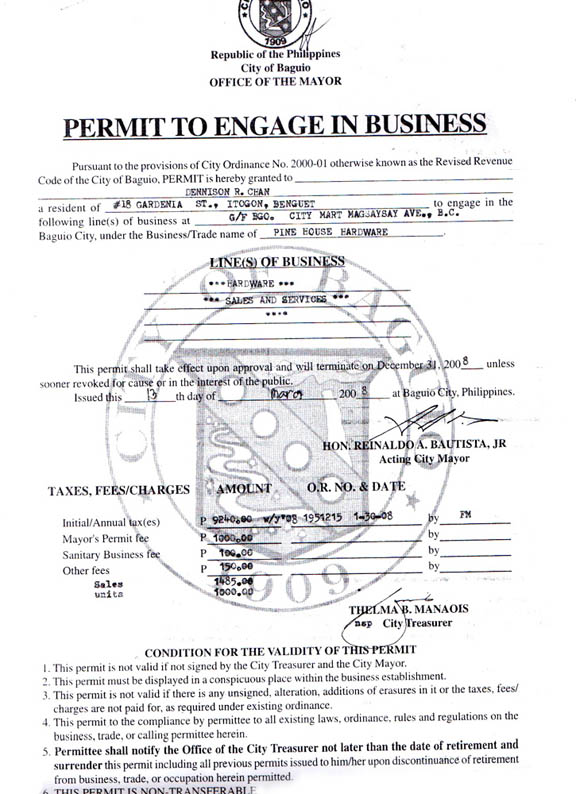 1909
Republic of the Philippines
City of Baguio
OFFICE OF THE MAYOR
PERMIT TO ENGAGE IN BUSINESS
Pursuant to the provisions of City Ordinance No. 2000-01 otherwise known as the Revised Revenue
Code of the City of Baguio, PERMIT is hereby granted to
DENNISON R. CHAN
a resident of #18 GARDENIA ST., ITOGON, BENGUET to engage in the
following line(s) of business at G/F BGO. CITY MART MAGSAYSAY AVE., B.C.
Baguio City, under the Business/Trade name of PINE HOUSE HARDWARE.
LINE(S) OF BUSINESS
***HARDWARE ***
*** SALES AND SERVICES ***
****
CITY OF BAGUIO
This permit shall take effect upon approval and will terminate on December 31, 2008 unless
sooner revoked for cause or in the interest of the public.
Issued this 13 th day of March 2008 at Baguio City, Philippines.
HON. REINALDO A. BAUTISTA, JR
Acting City Mayor
TAXES, FEES/CHARGES AMOUNT O.R. NO. & DATE
Initial/Annual tax(es) P 9240.00 w/y'08 1951215 1-30-08 by FM
Mayor's Permit fee P 1000.00 by
Sanitary Business fee P 100.00 by
Other fees P 150.00 by
Sales 1485.00
units 1000.00
1909
THELMA B. MANAOIS
nsp City Treasurer
CONDITION FOR THE VALIDITY OF THIS PERMIT
1. This permit is not valid if not signed by the City Treasurer and the City Mayor.
2. This permit must be displayed in a conspicuous place within the business establishment.
3. This permit is not valid if there is any unsigned, alteration, additions of erasures in it or the taxes, fees/
charges are not paid for, as required under existing ordinance.
4. This permit to the compliance by permittee to all existing laws, ordinance, rules and regulations on the
business, trade, or calling permittee herein.
5. Permittee shall notify the Office of the City Treasurer not later than the date of retirement and
surrender this permit including all previous permits issued to him/her upon discontinuance of retirement
from business, trade, or occupation herein permitted.
6. THIS PERMIT IS NON-TRANSFERABLE